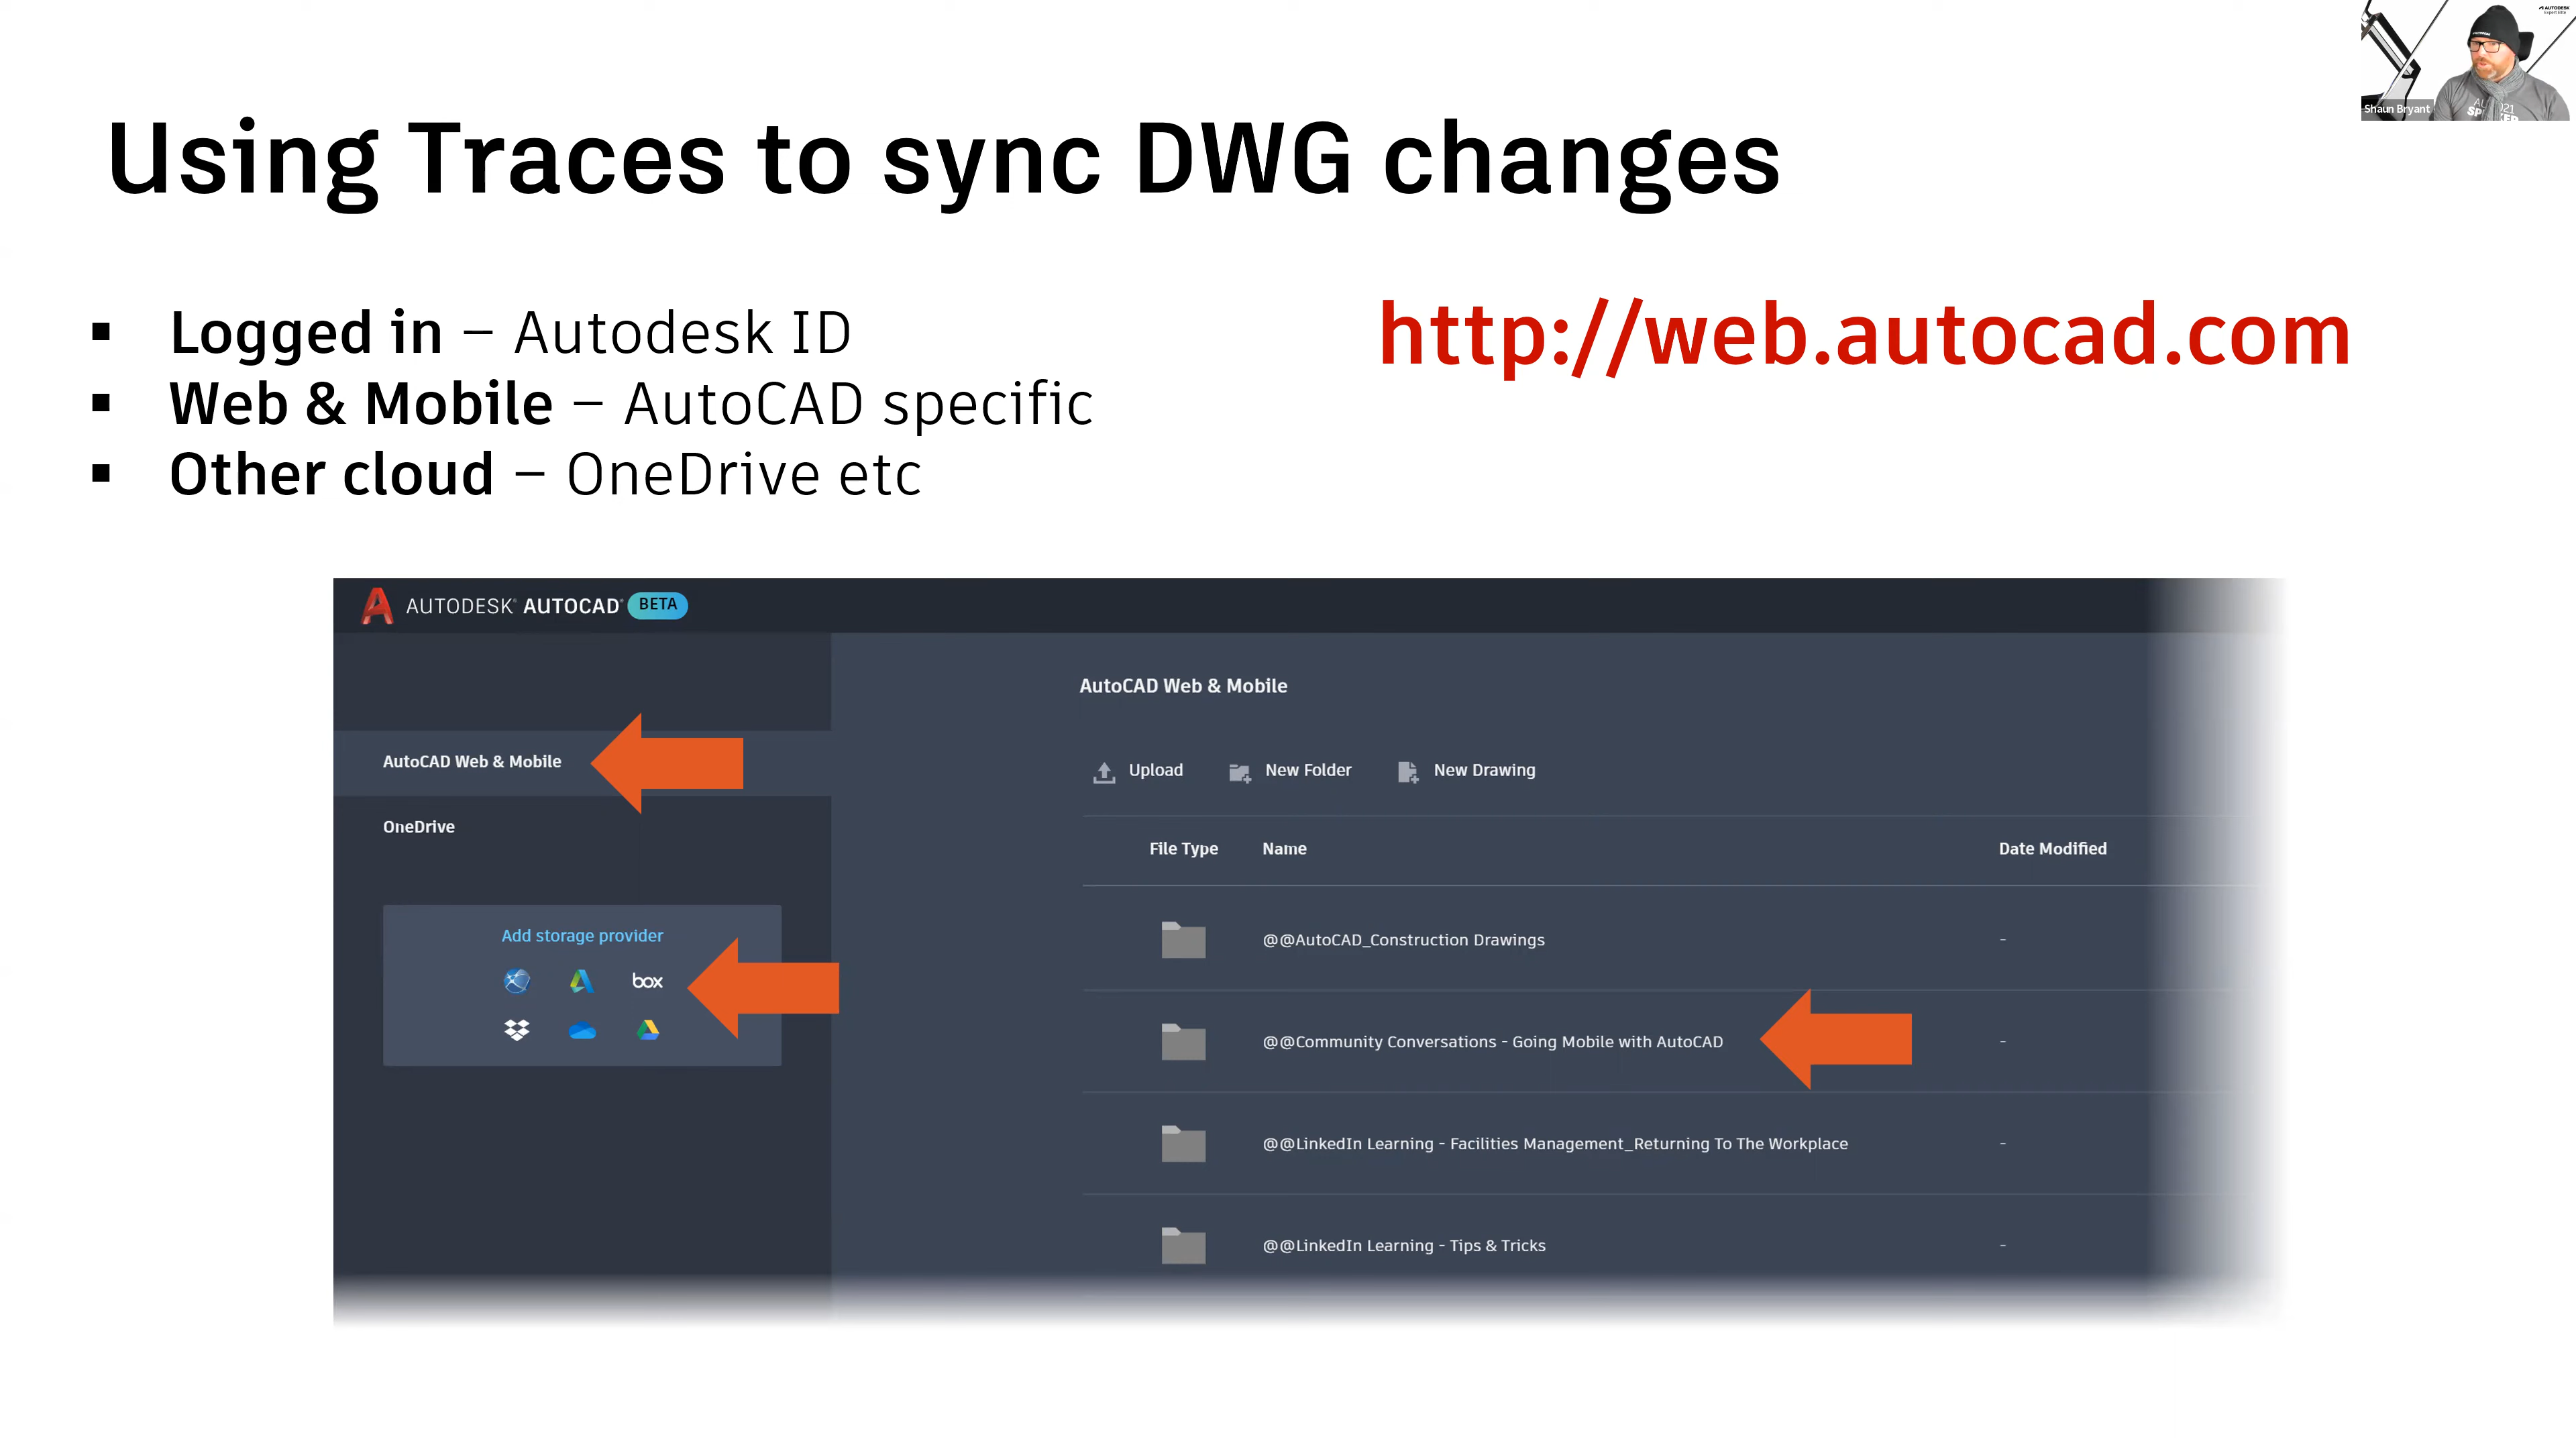 Using Traces to sync DWG changes
▪ Logged in – Autodesk ID
▪ Web & Mobile – AutoCAD specific
▪ Other cloud – OneDrive etc
http://web.autocad.com
AUTODESK
Expert Elite
Shaun Bryant
AUTODESK® AUTOCAD® BETA
AutoCAD Web & Mobile
OneDrive
Add storage provider
box
AutoCAD Web & Mobile
Upload New Folder New Drawing
File Type Name Date Modified
@@AutoCAD_Construction Drawings -
@@Community Conversations - Going Mobile with AutoCAD -
@@LinkedIn Learning - Facilities Management_Returning To The Workplace -
@@LinkedIn Learning - Tips & Tricks -